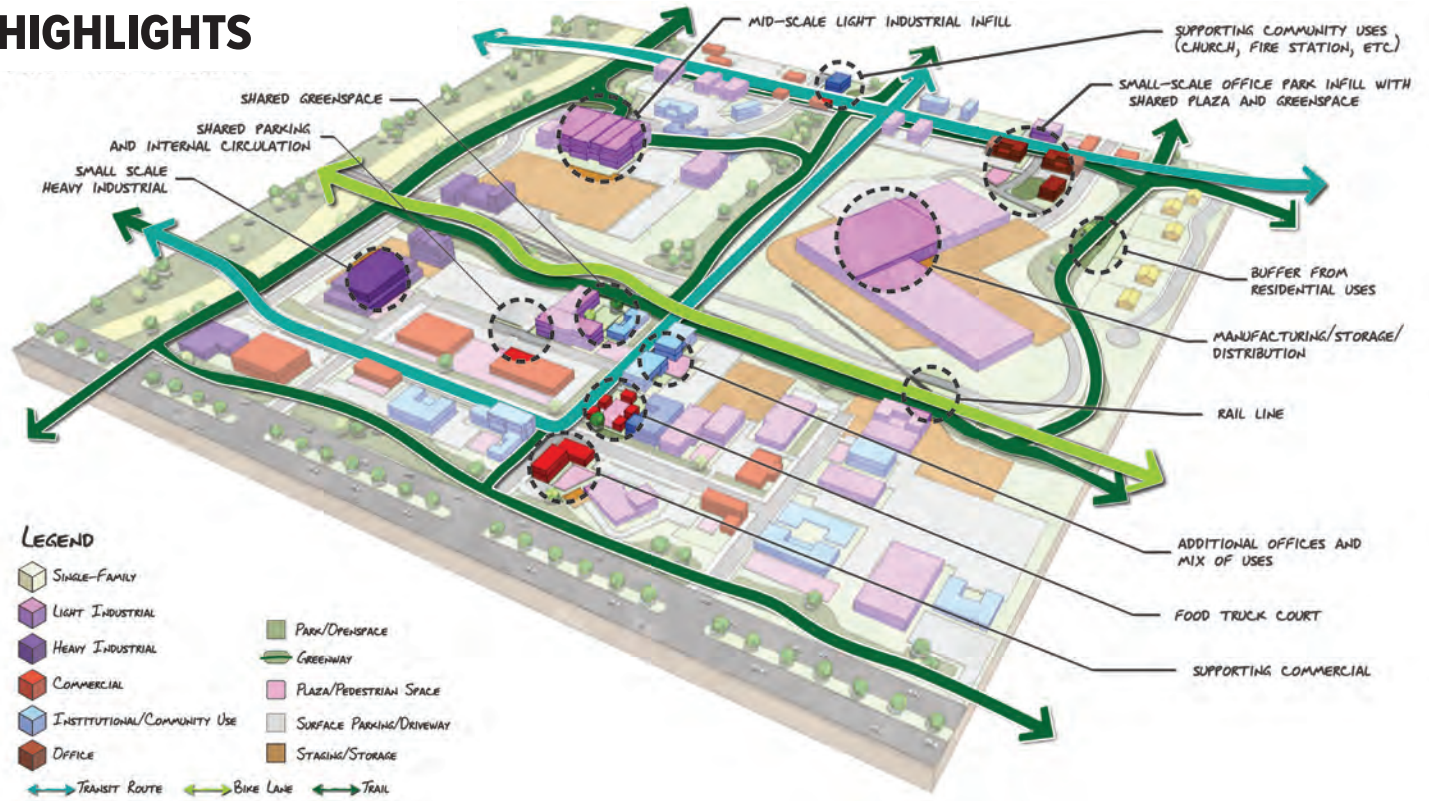 HIGHLIGHTS
MID-SCALE LIGHT INDUSTRIAL INFILL
SUPPORTING COMMUNITY USES
(CHURCH, FIRE STATION, ETC)
SHARED GREENSPACE
SMALL-SCALE OFFICE PARK INFILL WITH
SHARED PLAZA AND GREENSPACE
SHARED PARKING
AND INTERNAL CIRCULATION
SMALL SCALE
HEAVY INDUSTRIAL
BUFFER FROM
RESIDENTIAL USES
MANUFACTURING/STORAGE/
DISTRIBUTION
RAIL LINE
ADDITIONAL OFFICES AND
MIX OF USES
FOOD TRUCK COURT
SUPPORTING COMMERCIAL
LEGEND
SINGLE-FAMILY
LIGHT INDUSTRIAL
HEAVY INDUSTRIAL
COMMERCIAL
INSTITUTIONAL/COMMUNITY USE
OFFICE
PARK/OPENSPACE
GREENWAY
PLAZA/PEDESTRIAN SPACE
SURFACE PARKING/DRIVEWAY
STAGING/STORAGE
TRANSIT ROUTE
BIKE LANE
TRAIL